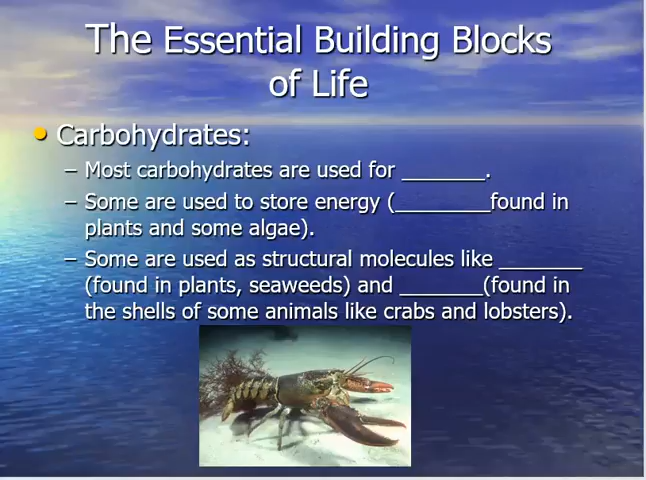 The Essential Building Blocks
of Life
• Carbohydrates:
– Most carbohydrates are used for _______.
– Some are used to store energy (________found in
plants and some algae).
– Some are used as structural molecules like _______
(found in plants, seaweeds) and _______(found in
the shells of some animals like crabs and lobsters).